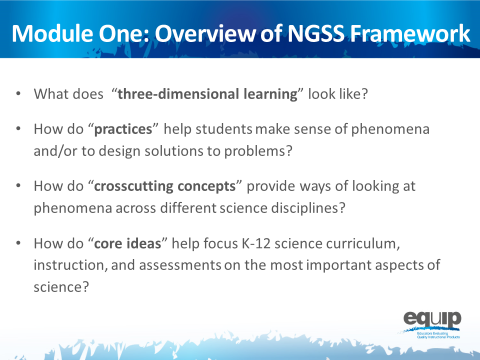 Module One: Overview of NGSS Framework
• What does “three-dimensional learning” look like?
• How do “practices” help students make sense of phenomena
and/or to design solutions to problems?
• How do “crosscutting concepts” provide ways of looking at
phenomena across different science disciplines?
• How do “core ideas” help focus K-12 science curriculum,
instruction, and assessments on the most important aspects of
science?
equip
Educators Evaluating
Quality Instructional Products